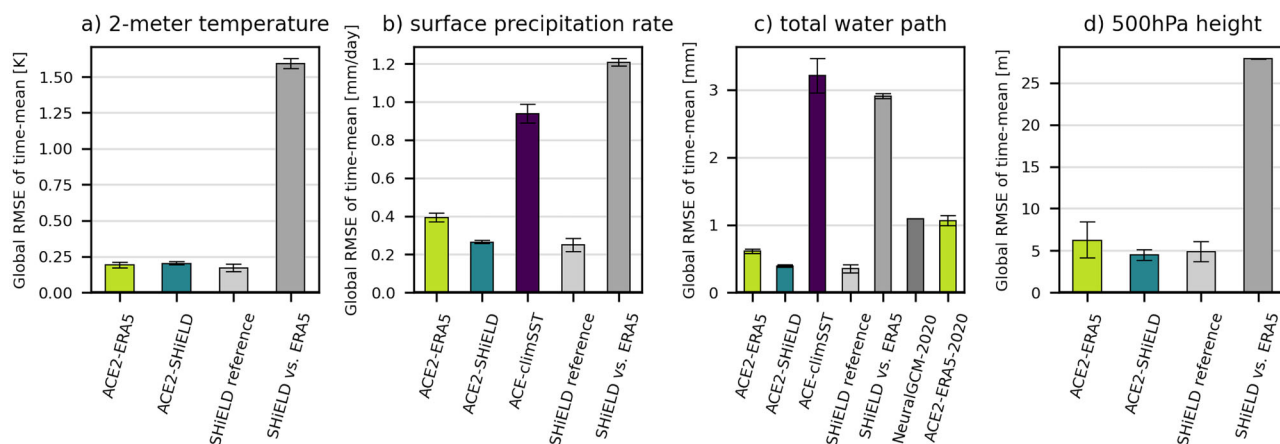 a) 2-meter temperature
Global RMSE of time-mean [K]
1.50
1.25
1.00
0.75
0.50
0.25
0.00
ACE2-ERA5
ACE2-SHiELD
SHiELD reference
SHiELD vs. ERA5
b) surface precipitation rate
Global RMSE of time-mean [mm/day]
1.2
1.0
0.8
0.6
0.4
0.2
0.0
ACE2-ERA5
ACE2-SHiELD
ACE-climSST
SHiELD reference
SHiELD vs. ERA5
c) total water path
Global RMSE of time-mean [mm]
3
2
1
0
ACE2-ERA5
ACE2-SHiELD
ACE-climSST
SHiELD reference
SHiELD vs. ERA5
NeuralGCM-2020
ACE2-ERA5-2020
d) 500hPa height
Global RMSE of time-mean [m]
25
20
15
10
5
0
ACE2-ERA5
ACE2-SHiELD
SHiELD reference
SHiELD vs. ERA5